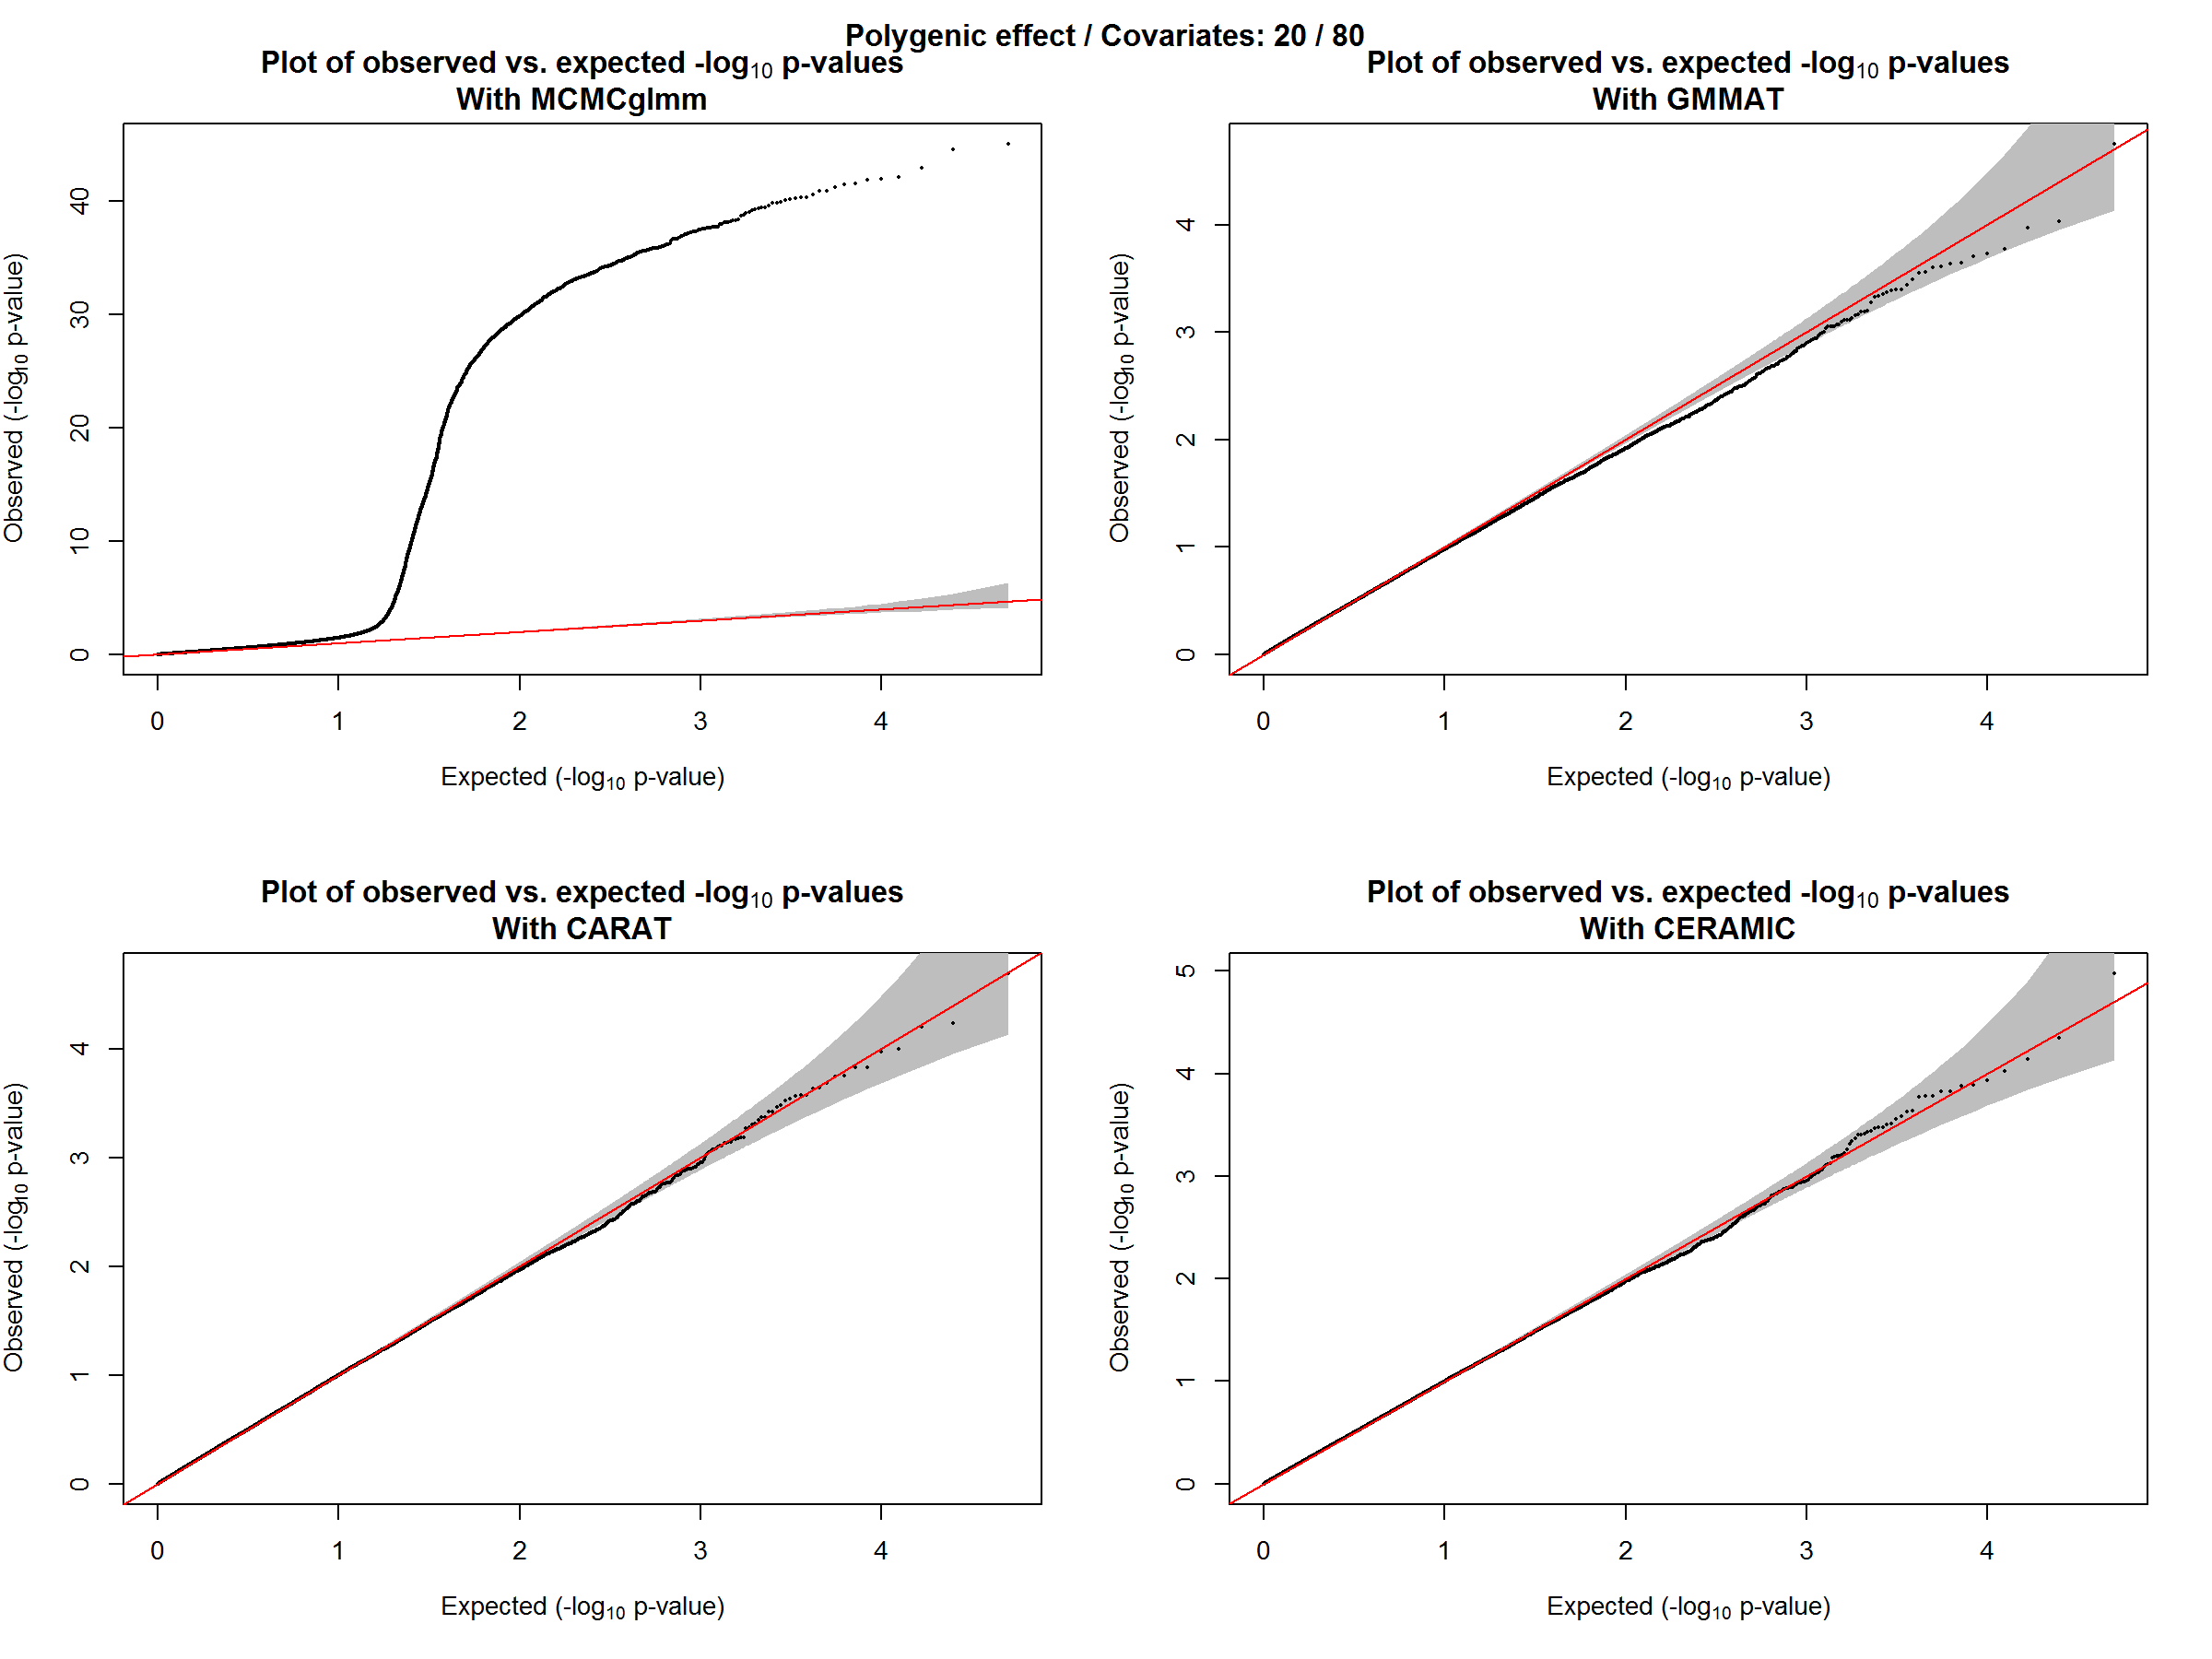 Polygenic effect / Covariates: 20 / 80
Plot of observed vs. expected -log10 p-values
With MCMCglmm
Observed (-log10 p-value)
0 10 20 30 40
0 1 2 3 4
Expected (-log10 p-value)
Plot of observed vs. expected -log10 p-values
With GMMAT
Observed (-log10 p-value)
0 1 2 3 4
0 1 2 3 4
Expected (-log10 p-value)
Plot of observed vs. expected -log10 p-values
With CARAT
Observed (-log10 p-value)
0 1 2 3 4
0 1 2 3 4
Expected (-log10 p-value)
Plot of observed vs. expected -log10 p-values
With CERAMIC
Observed (-log10 p-value)
0 1 2 3 4 5
0 1 2 3 4
Expected (-log10 p-value)